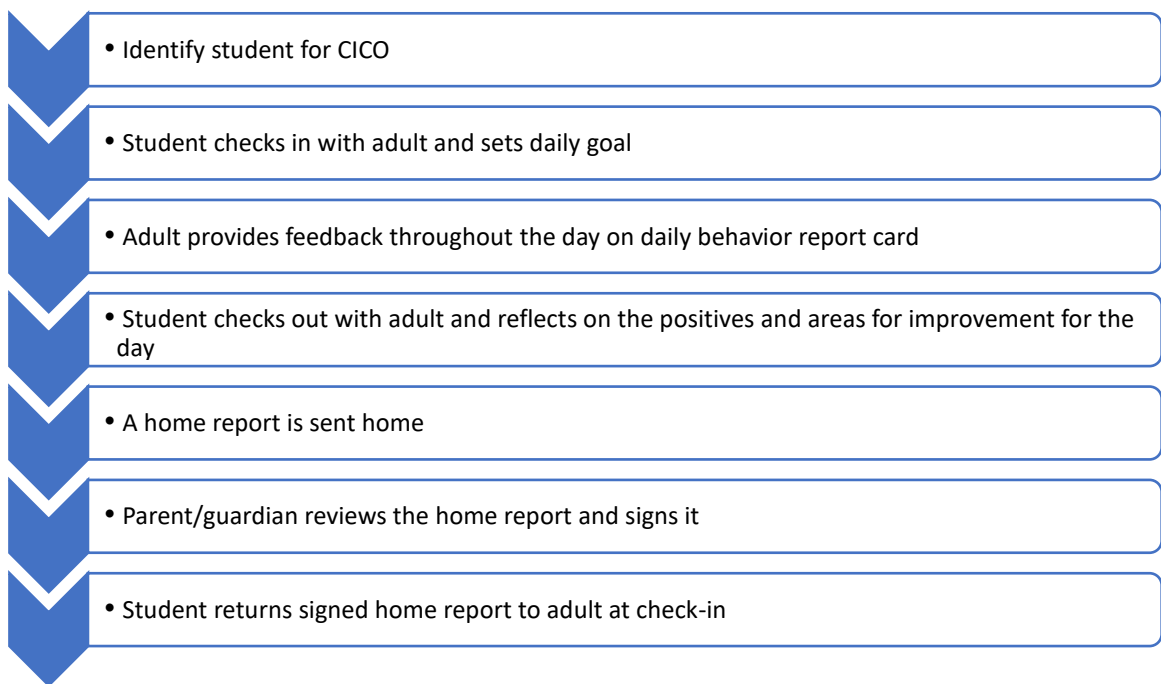 • Identify student for CICO
• Student checks in with adult and sets daily goal
• Adult provides feedback throughout the day on daily behavior report card
• Student checks out with adult and reflects on the positives and areas for improvement for the
day
• A home report is sent home
• Parent/guardian reviews the home report and signs it
• Student returns signed home report to adult at check-in